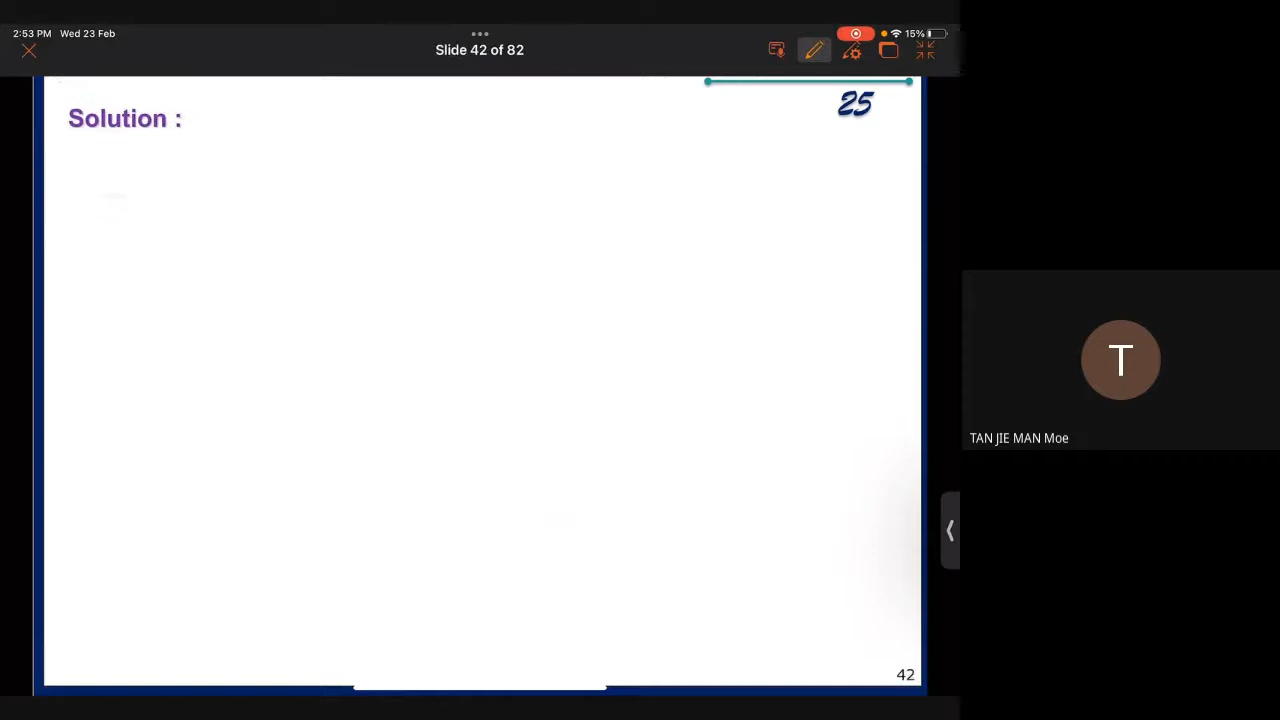 2:53 PM Wed 23 Feb
15%
Slide 42 of 82
25
Solution :
T
TAN JIE MAN Moe
42